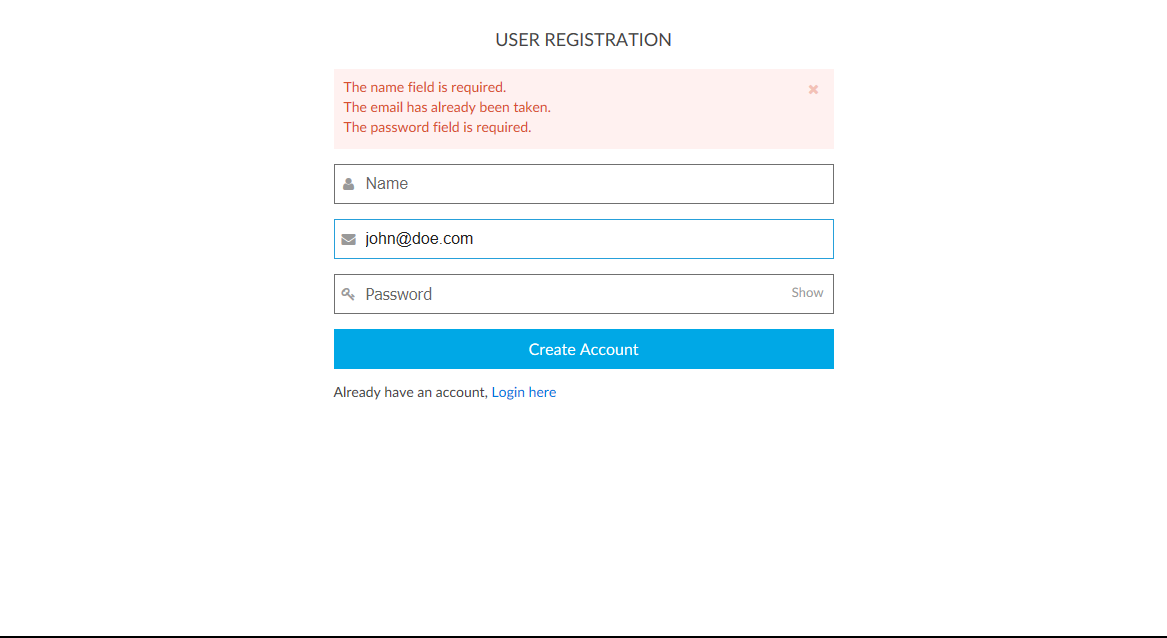 USER REGISTRATION
The name field is required.
The email has already been taken.
The password field is required.
Name
john@doe.com
Password Show
Create Account
Already have an account, Login here